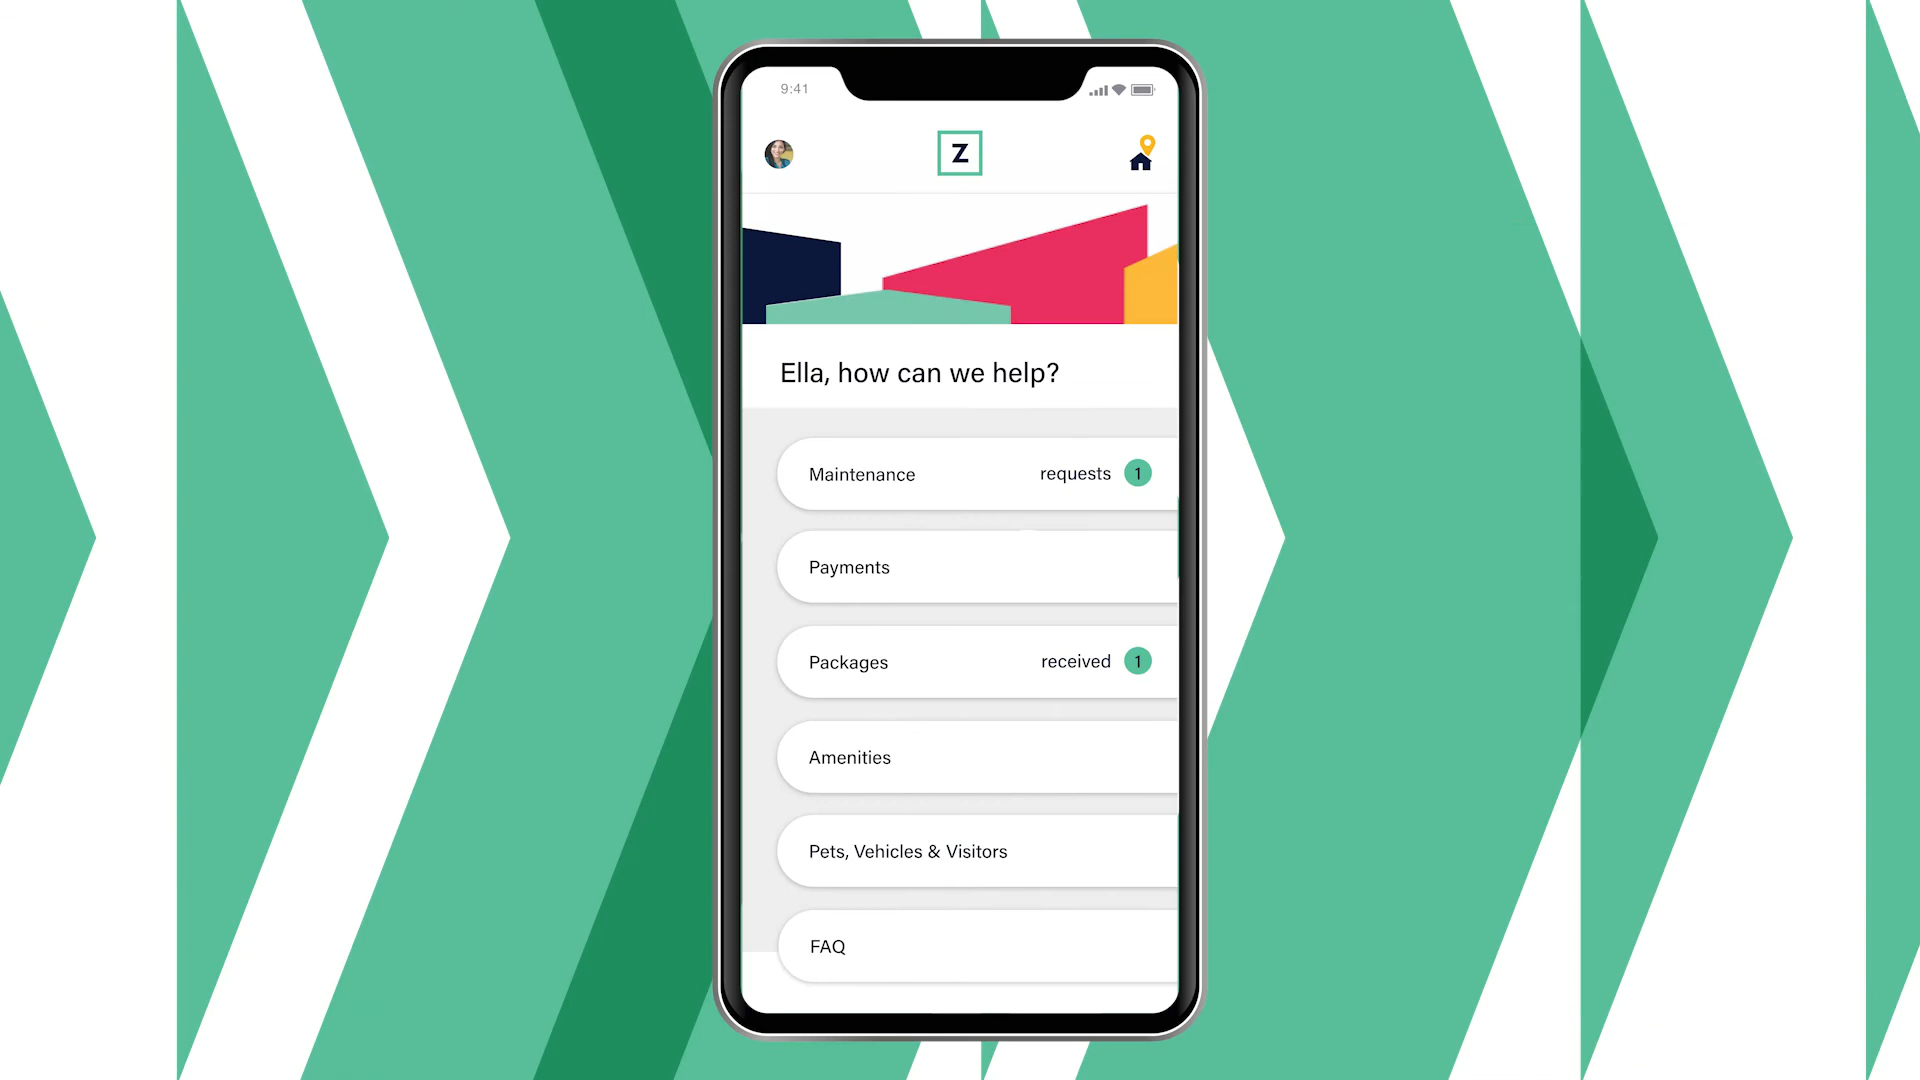 9:41
Z
Ella, how can we help?
Maintenance requests 1
Payments
Packages received 1
Amenities
Pets, Vehicles & Visitors
FAQ